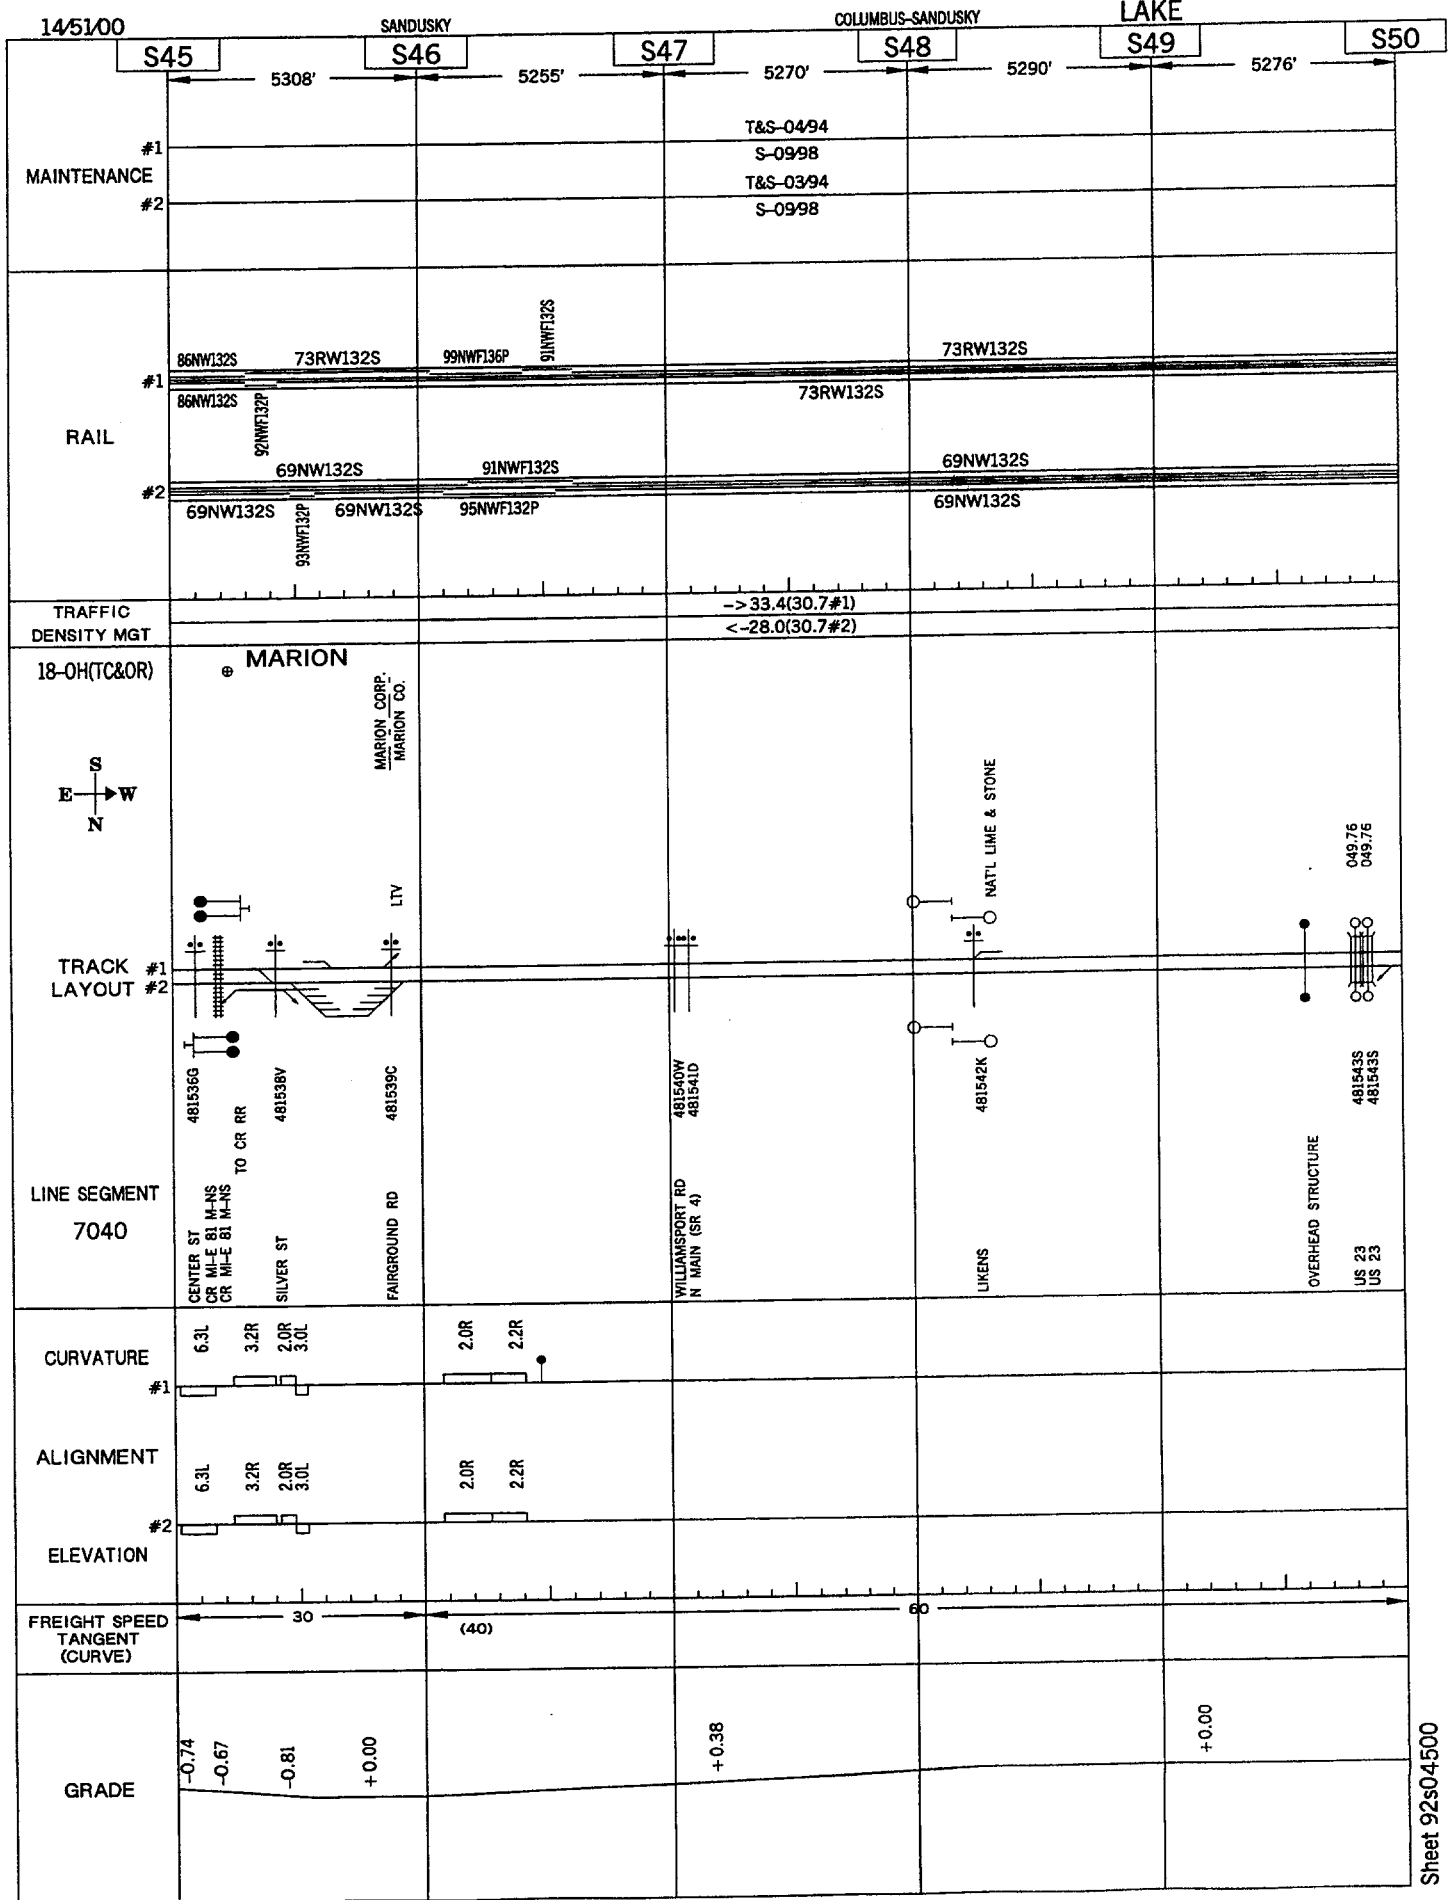 14/51/00
SANDUSKY
COLUMBUS-SANDUSKY
LAKE
S45
S46
S47
S48
S49
S50
5308'
5255'
5270'
5290'
5276'
MAINTENANCE
#1
T&S-04/94
S-09/98
#2
T&S-03/94
S-09/98
RAIL
#1
86NW132S
73RW132S
99NWF136P
91NWF132S
73RW132S
86NW132S
92NWF132P
73RW132S
#2
69NW132S
91NWF132S
69NW132S
69NW132S
93NWF132P
69NW132S
95NWF132P
69NW132S
TRAFFIC
DENSITY MGT
->33.4(30.7#1)
<-28.0(30.7#2)
18-OH(TC&OR)
MARION
MARION CORP.
MARION CO.
S
E W
N
LTV
NAT'L LIME & STONE
049.76
049.76
TRACK #1
LAYOUT #2
481536G
TO CR RR
481538V
481539C
481540W
481541D
481542K
481543S
481543S
LINE SEGMENT
7040
CENTER ST
CR MI-E 81 M-NS
CR MI-E 81 M-NS
SILVER ST
FAIRGROUND RD
WILLIAMSPORT RD
N MAIN (SR 4)
LIKENS
OVERHEAD STRUCTURE
US 23
US 23
CURVATURE
#1
6.3L
3.2R
2.0R
3.0L
2.0R
2.2R
ALIGNMENT
#2
6.3L
3.2R
2.0R
3.0L
2.0R
2.2R
ELEVATION
FREIGHT SPEED
TANGENT
(CURVE)
30
(40)
60
GRADE
-0.74
-0.67
-0.81
+0.00
+0.38
+0.00
Sheet 92s04500